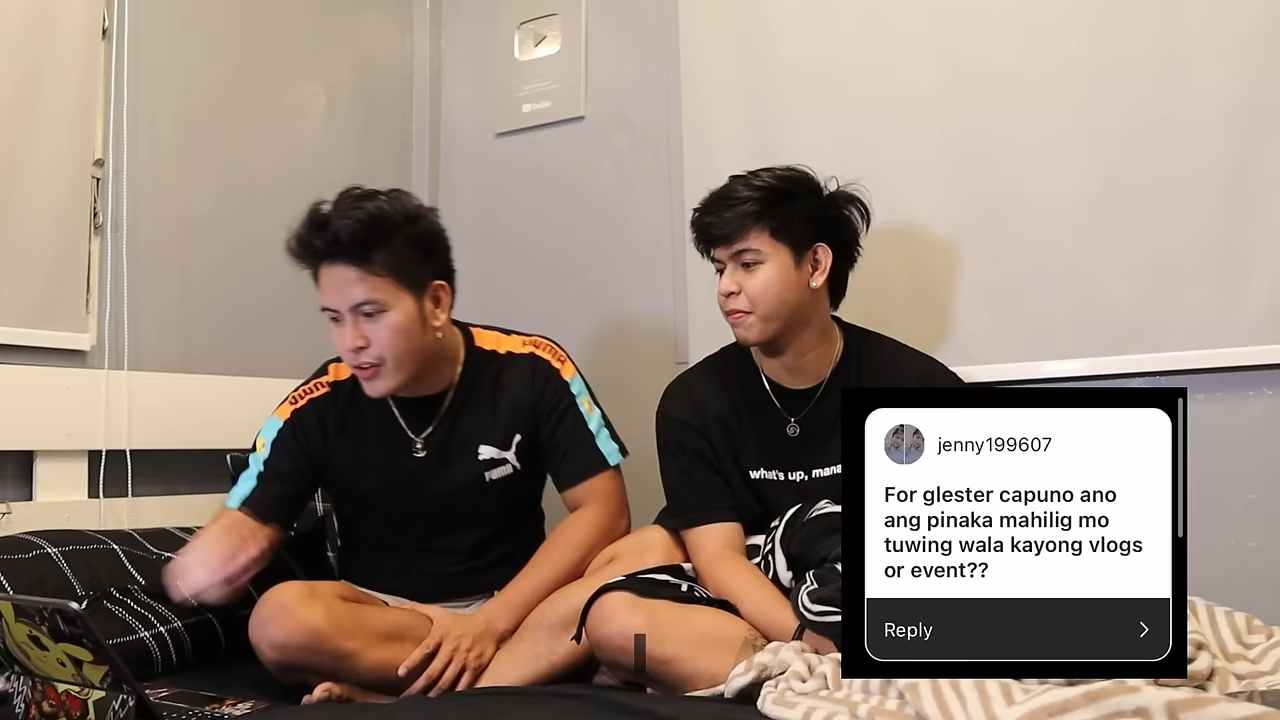 YouTube
PUMA
PUMA
PUMA
what's up, mana
jenny199607
For glester capuno ano
ang pinaka mahilig mo
tuwing wala kayong vlogs
or event??
Reply